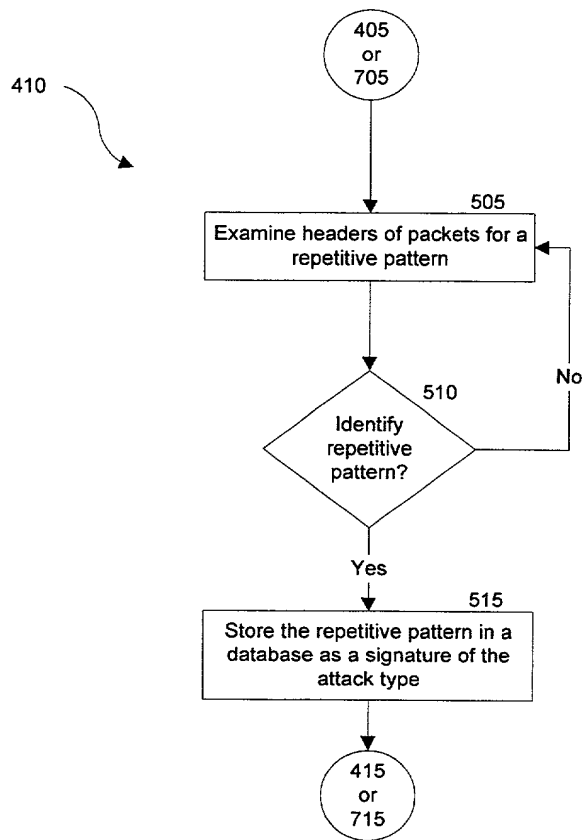 405
or
705
410
505
Examine headers of packets for a
repetitive pattern
510
No
Identify
repetitive
pattern?
Yes
515
Store the repetitive pattern in a
database as a signature of the
attack type
415
or
715